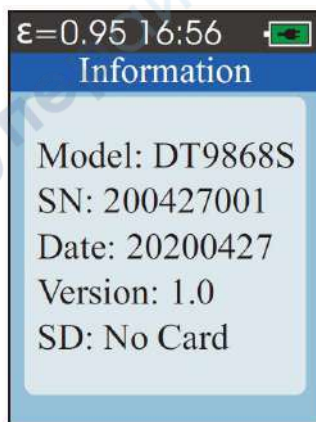 ε=0.95 16:56
Information
Model: DT9868S
SN: 200427001
Date: 20200427
Version: 1.0
SD: No Card